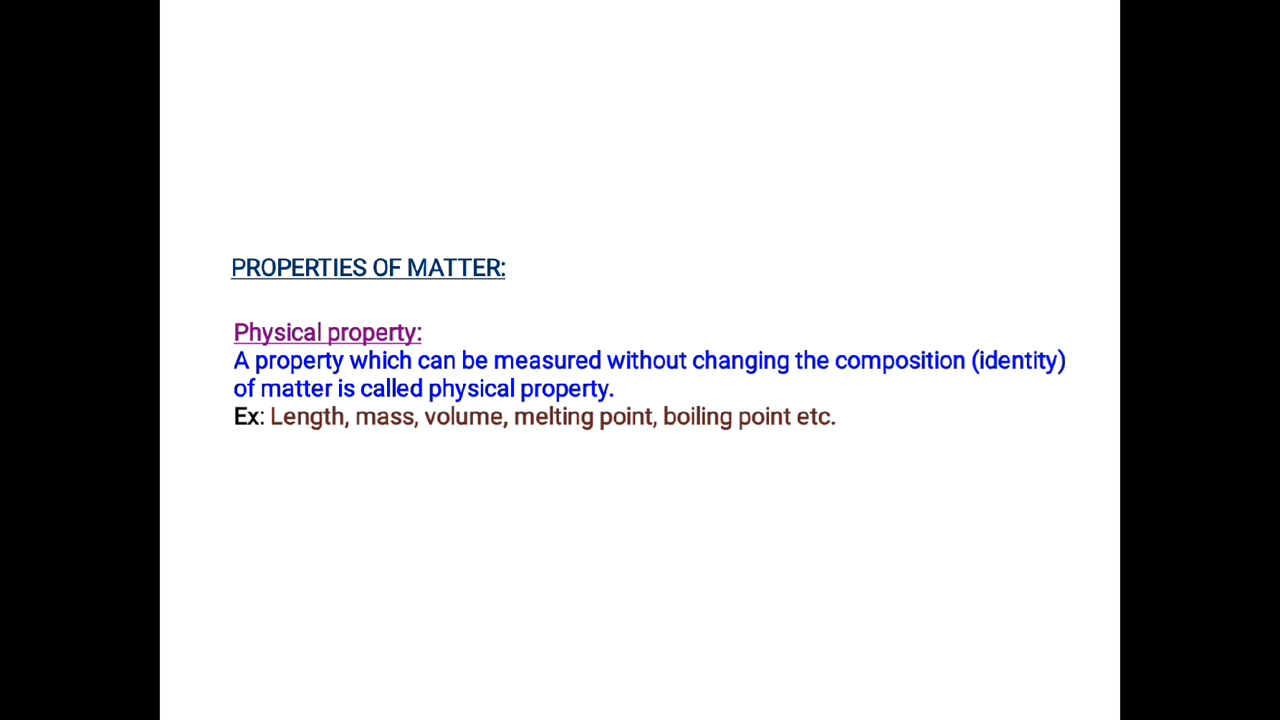 PROPERTIES OF MATTER:
Physical property:
A property which can be measured without changing the composition (identity)
of matter is called physical property.
Ex: Length, mass, volume, melting point, boiling point etc.